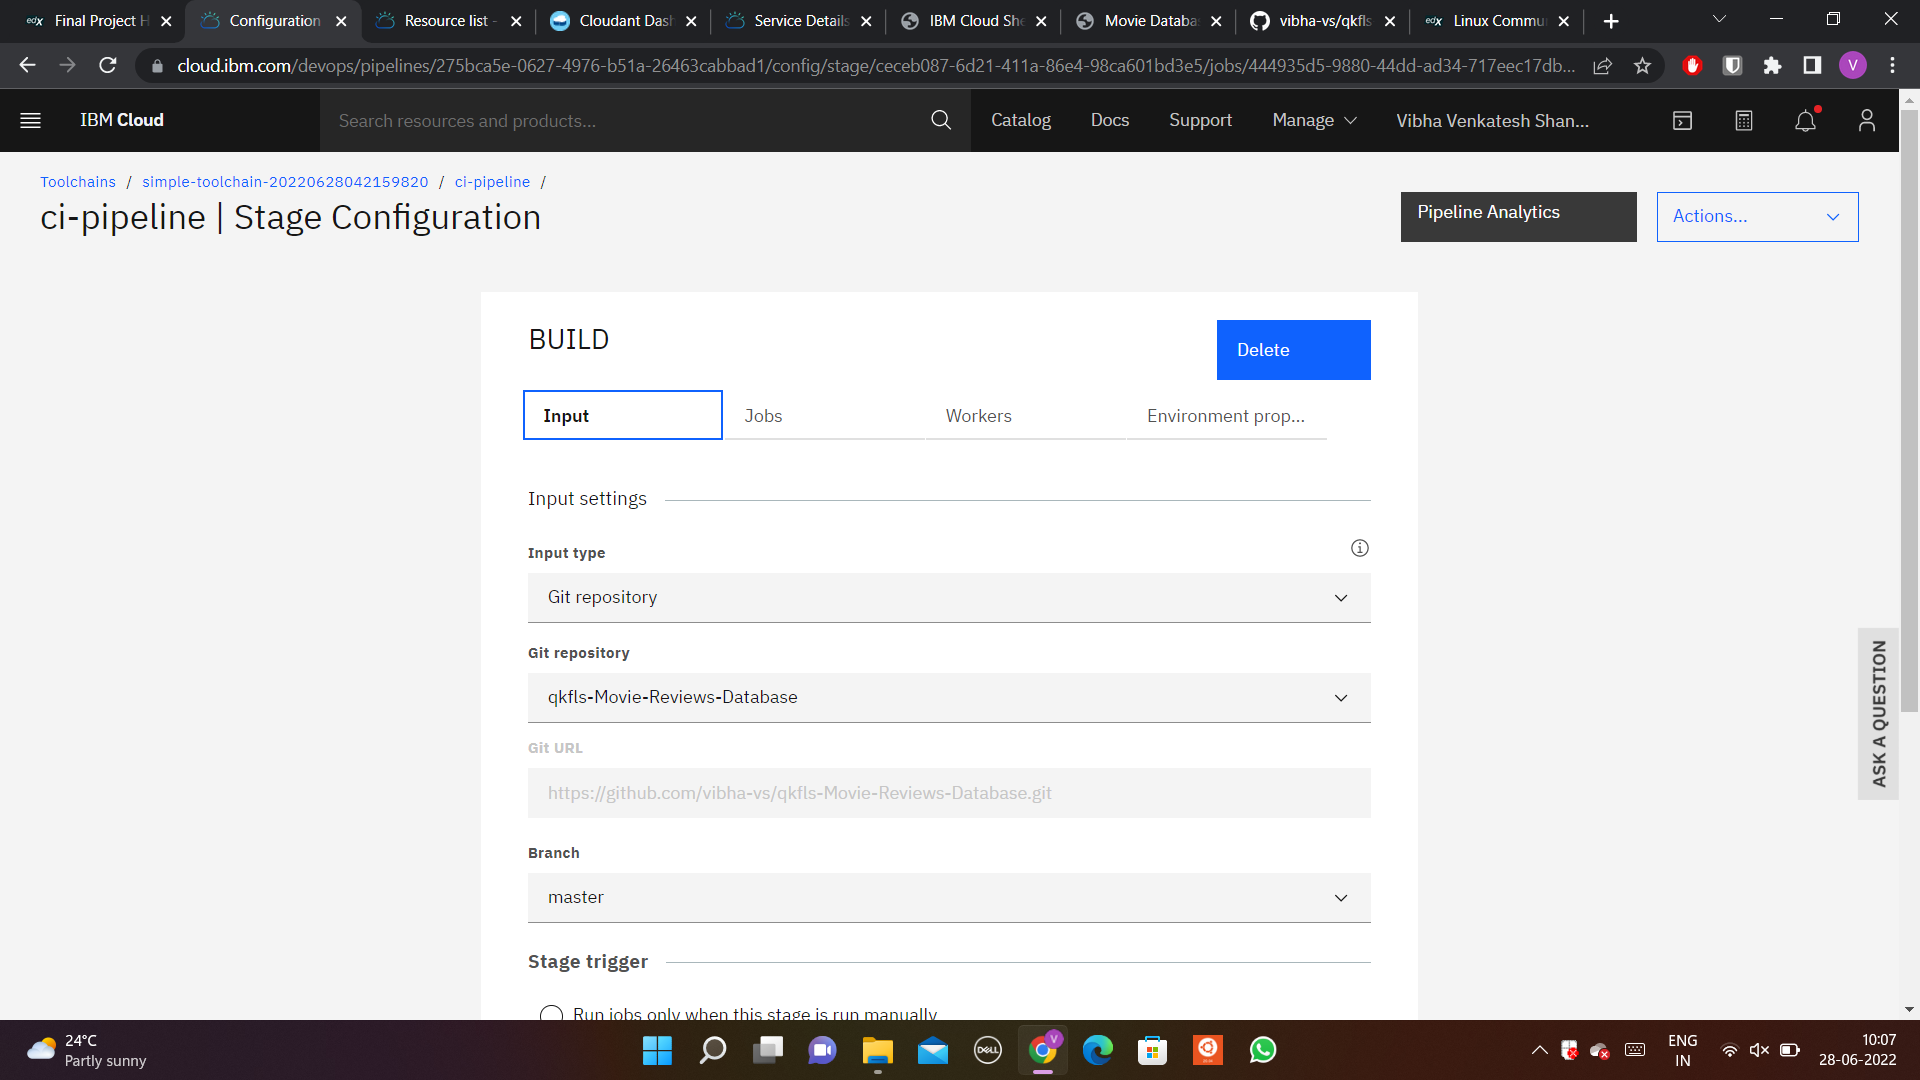 edx Final Project H
Configuration
Resource list -
Cloudant Dash
Service Details
IBM Cloud She
Movie Databa
vibha-vs/qkfls
edx Linux Commu
cloud.ibm.com/devops/pipelines/275bca5e-0627-4976-b51a-26463cabbad1/config/stage/ceceb087-6d21-411a-86e4-98ca601bd3e5/jobs/444935d5-9880-44dd-ad34-717eec17db...
V
IBM Cloud
Search resources and products...
Catalog
Docs
Support
Manage
Vibha Venkatesh Shan...
Toolchains / simple-toolchain-20220628042159820 / ci-pipeline /
ci-pipeline | Stage Configuration
Pipeline Analytics
Actions...
BUILD
Delete
Input
Jobs
Workers
Environment prop...
Input settings
Input type
Git repository
Git repository
qkfls-Movie-Reviews-Database
Git URL
https://github.com/vibha-vs/qkfls-Movie-Reviews-Database.git
Branch
master
Stage trigger
Run jobs only when this stage is run manually
ASK A QUESTION
24°C
Partly sunny
DELL
V
ENG
IN
10:07
28-06-2022